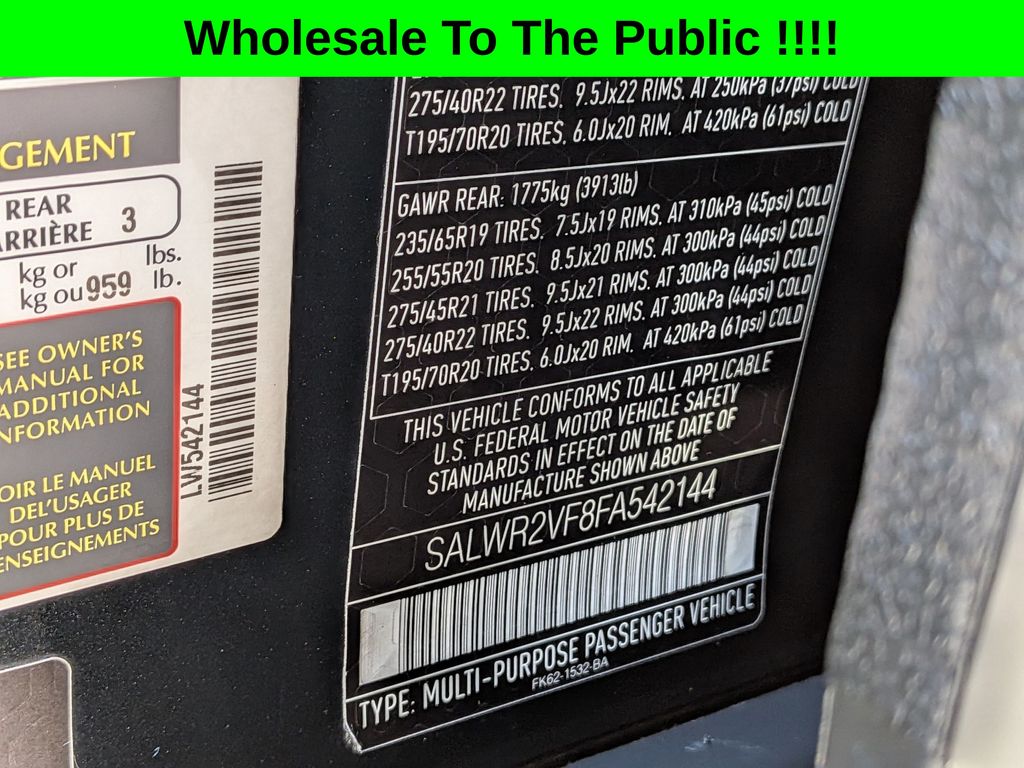 Wholesale To The Public !!!!
GEMENT
REAR
ARRIÈRE 3
kg or lbs.
kg ou 959 lb.
SEE OWNER'S
MANUAL FOR
ADDITIONAL
INFORMATION
OIR LE MANUEL
DEL'USAGER
POUR PLUS DE
ENSEIGNEMENTS
LW542144
275/40R22 TIRES. 9.5Jx22 RIMS. AT 250kPa (37psi) COLD
T195/70R20 TIRES. 6.0Jx20 RIM. AT 420kPa (61psi) COLD
GAWR REAR: 1775kg (3913lb)
235/65R19 TIRES. 7.5Jx19 RIMS. AT 310kPa (45psi) COLD
255/55R20 TIRES. 8.5Jx20 RIMS. AT 300kPa (44psi) COLD
275/45R21 TIRES. 9.5Jx21 RIMS. AT 300kPa (44psi) COLD
275/40R22 TIRES. 9.5Jx22 RIMS. AT 300kPa (44psi) COLD
T195/70R20 TIRES. 6.0Jx20 RIM. AT 420kPa (61psi) COLD
THIS VEHICLE CONFORMS TO ALL APPLICABLE
U.S. FEDERAL MOTOR VEHICLE SAFETY
STANDARDS IN EFFECT ON THE DATE OF
MANUFACTURE SHOWN ABOVE
SALWR2VF8FA542144
TYPE: MULTI-PURPOSE PASSENGER VEHICLE
FK62-1532-BA